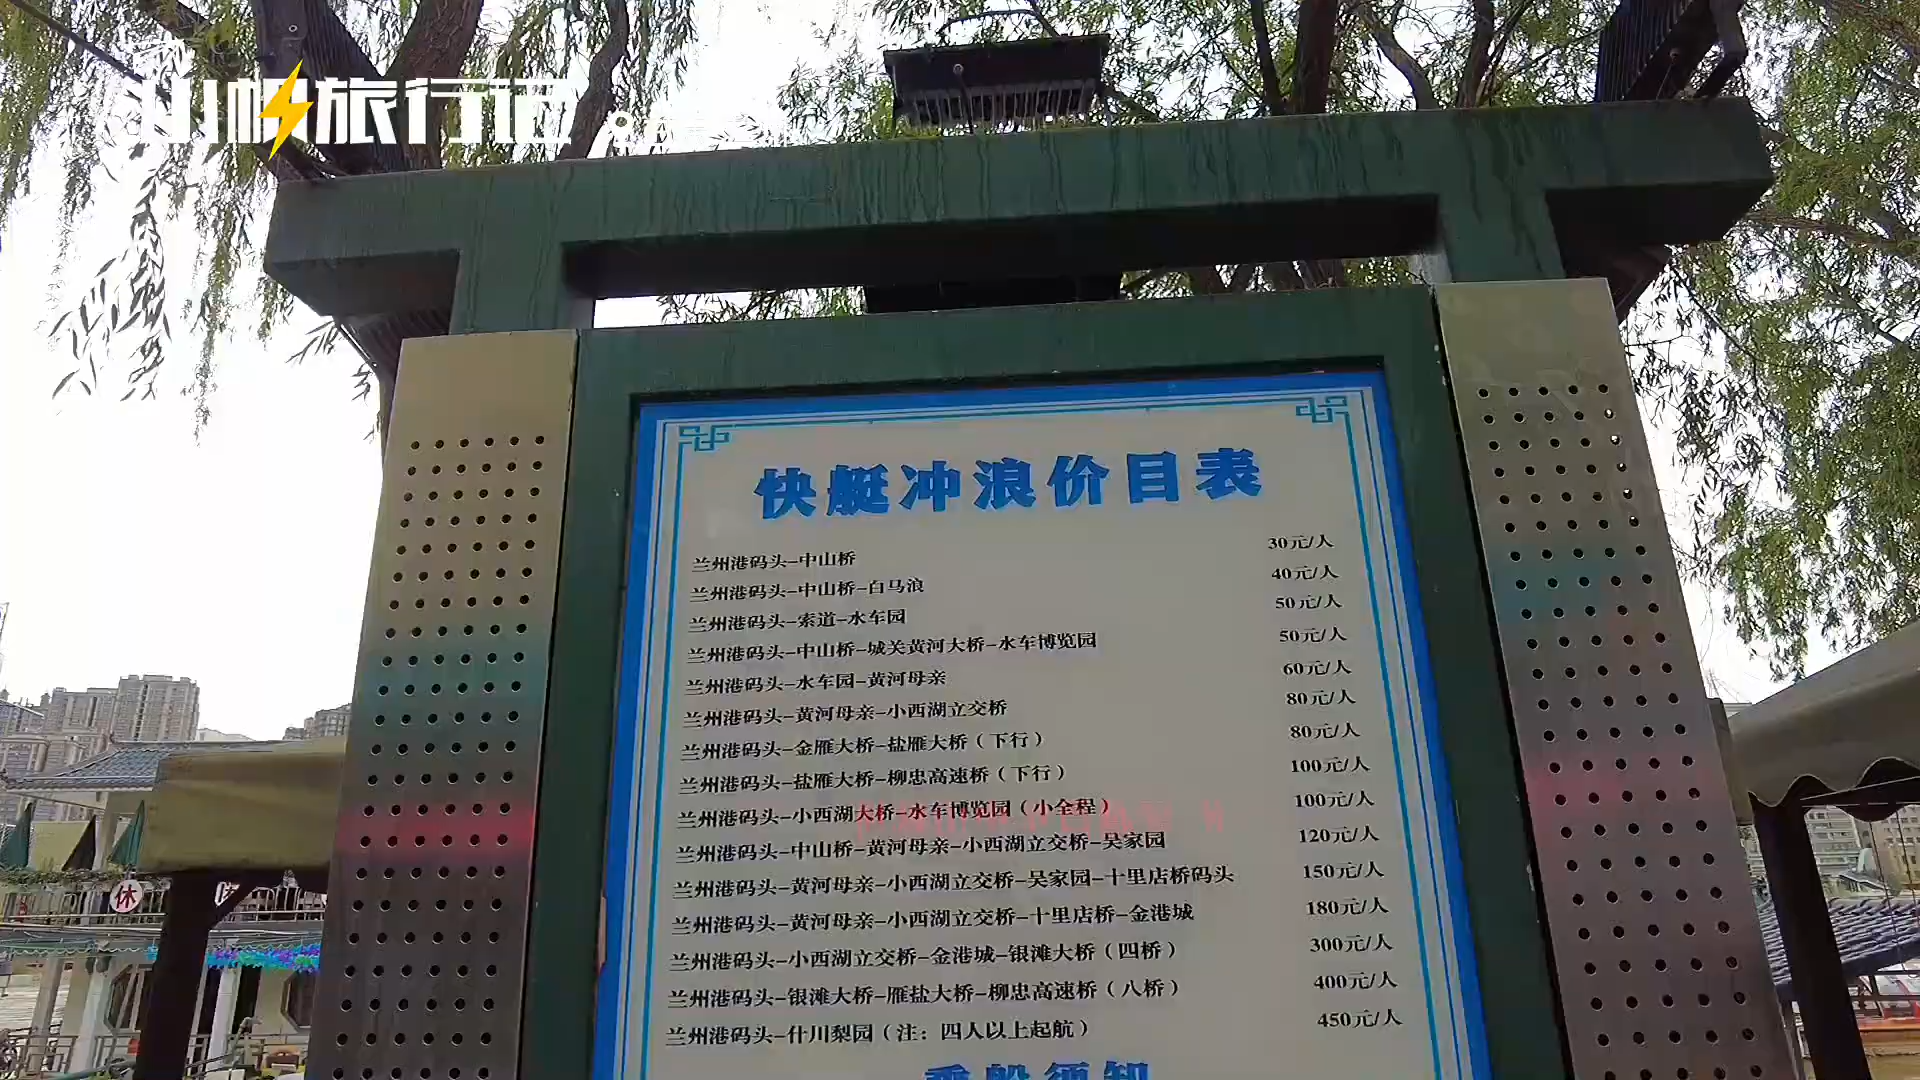 山帆旅行记
快艇冲浪价目表
兰州港码头-中山桥 30元/人
兰州港码头-中山桥-白马浪 40元/人
兰州港码头-索道-水车园 50元/人
兰州港码头-中山桥-城关黄河大桥-水车博览园 50元/人
兰州港码头-水车园-黄河母亲 60元/人
兰州港码头-黄河母亲-小西湖立交桥 80元/人
兰州港码头-金雁大桥-盐雁大桥（下行） 80元/人
兰州港码头-盐雁大桥-柳忠高速桥（下行） 100元/人
兰州港码头-小西湖大桥-水车博览园（小全程） 100元/人
兰州港码头-中山桥-黄河母亲-小西湖立交桥-吴家园 120元/人
兰州港码头-黄河母亲-小西湖立交桥-吴家园-十里店桥码头 150元/人
兰州港码头-黄河母亲-小西湖立交桥-十里店桥-金港城 180元/人
兰州港码头-小西湖立交桥-金港城-银滩大桥（四桥） 300元/人
兰州港码头-银滩大桥-雁盐大桥-柳忠高速桥（八桥） 400元/人
兰州港码头-什川梨园（注：四人以上起航） 450元/人
乘船须知
休